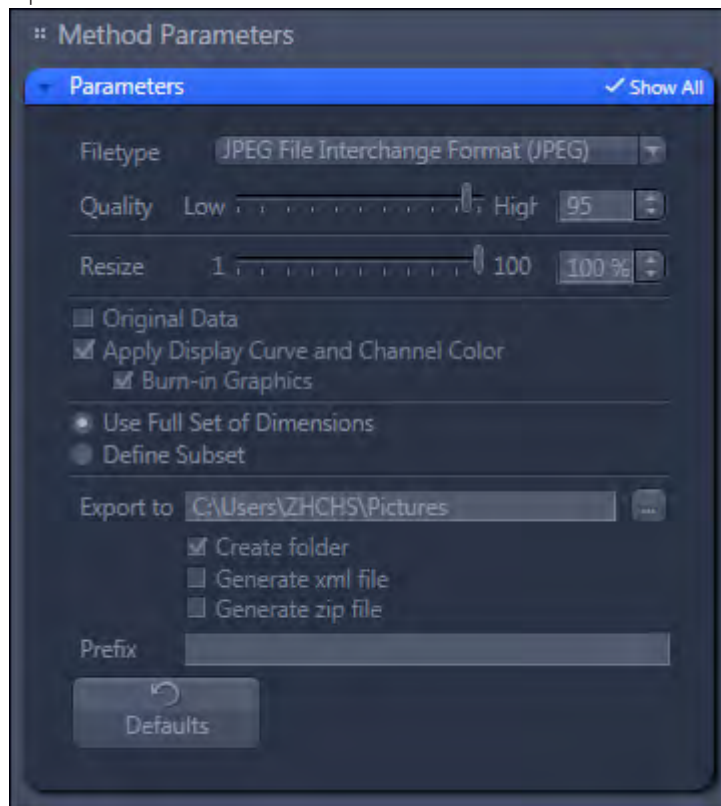 Method Parameters
Parameters Show All
Filetype JPEG File Interchange Format (JPEG)
Quality Low High 95
Resize 1 100 100 %
Original Data
Apply Display Curve and Channel Color
Burn-in Graphics
Use Full Set of Dimensions
Define Subset
Export to C:\Users\ZHCHS\Pictures ...
Create folder
Generate xml file
Generate zip file
Prefix
Defaults